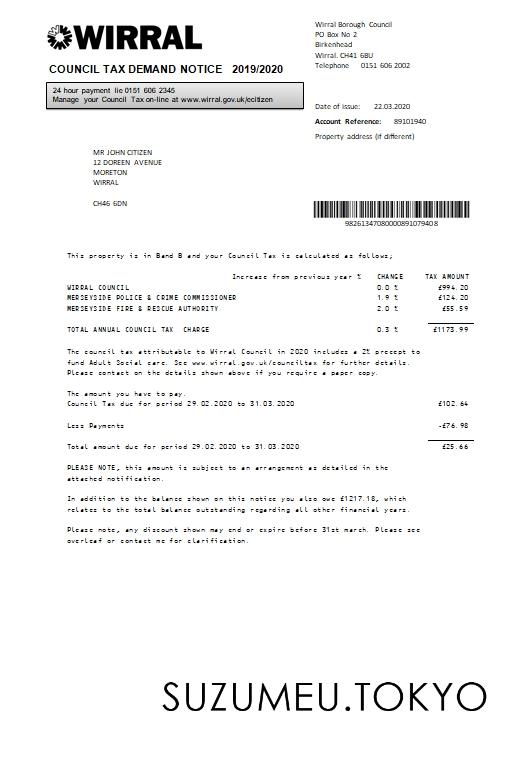 WIRRAL
COUNCIL TAX DEMAND NOTICE 2019/2020
24 hour payment lie 0151 606 2345
Manage your Council Tax on-line at www.wirral.gov.uk/ecitizen
Wirral Borough Council
PO Box No 2
Birkenhead
Wirral. CH41 6BU
Telephone 0151 606 2002
Date of issue: 22.03.2020
Account Reference: 89101940
Property address (if different)
MR JOHN CITIZEN
12 DOREEN AVENUE
MORETON
WIRRAL
CH46 6DN
98261347080000891079408
This property is in Band B and your Council Tax is calculated as follows;
Increase from previous year % CHANGE TAX AMOUNT
WIRRAL COUNCIL 0.0 % £994.20
MERSEYSIDE POLICE & CRIME COMMISSIONER 1.9 % £124.20
MERSEYSIDE FIRE & RESCUE AUTHORITY 2.0 % £55.59
TOTAL ANNUAL COUNCIL TAX CHARGE 0.3 % £1173.99
The council tax attributable to Wirral Council in 2020 includes a 2% precept to
fund Adult Social care. See www.wirral.gov.uk/counciltax for further details.
Please contact on the details shown above if you require a paper copy.
The amount you have to pay.
Council Tax due for period 29.02.2020 to 31.03.2020 £102.64
Less Payments -£76.98
Total amount due for period 29.02.2020 to 31.03.2020 £25.66
PLEASE NOTE, this amount is subject to an arrangement as detailed in the
attached notification.
In addition to the balance shown on this notice you also owe £1217.18, which
relates to the total balance outstanding regarding all other financial years.
Please note, any discount shown may end or expire before 31st march. Please see
overleaf or contact me for clarification.
SUZUMEU.TOKYO